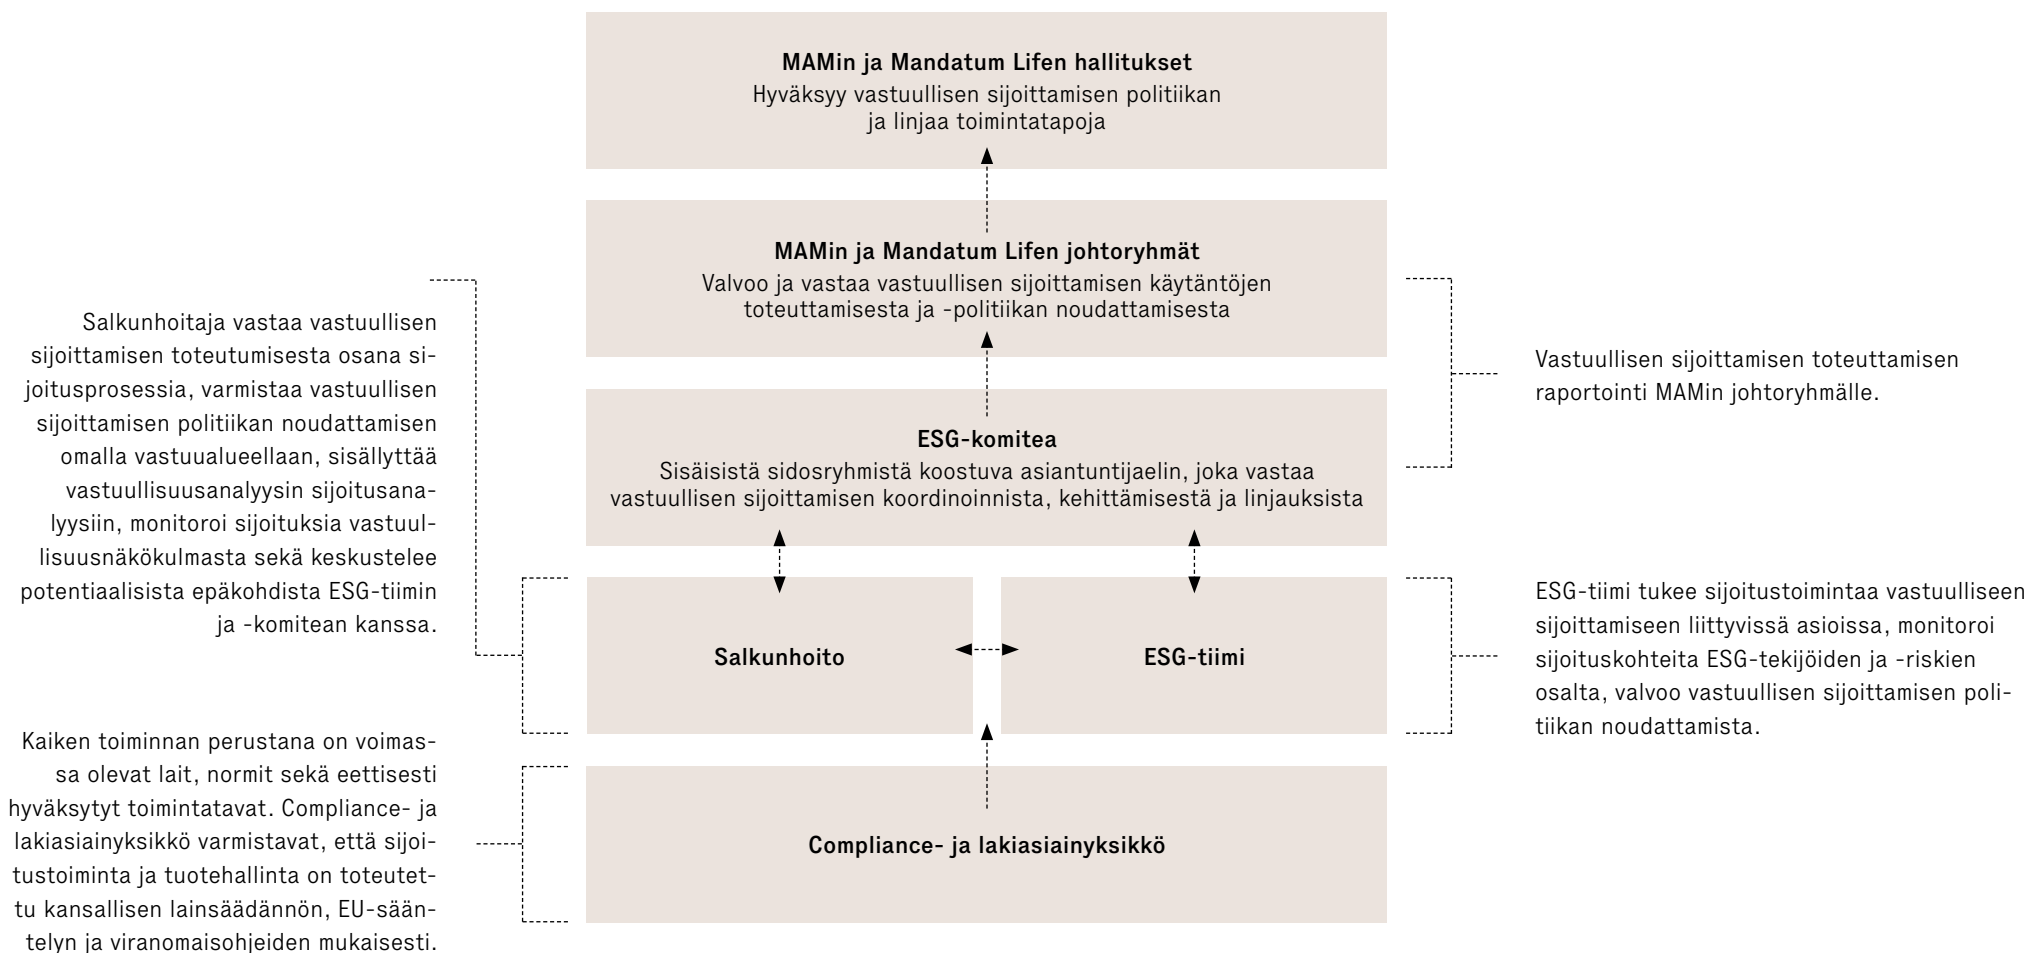 MAMin ja Mandatum Lifen hallitukset
Hyväksyy vastuullisen sijoittamisen politiikan
ja linjaa toimintatapoja
MAMin ja Mandatum Lifen johtoryhmät
Valvoo ja vastaa vastuullisen sijoittamisen käytäntöjen
toteuttamisesta ja -politiikan noudattamisesta
ESG-komitea
Sisäisistä sidosryhmistä koostuva asiantuntijaelin, joka vastaa
vastuullisen sijoittamisen koordinoinnista, kehittämisestä ja linjauksista
Salkunhoito
ESG-tiimi
Compliance- ja lakiasiainyksikkö
Salkunhoitaja vastaa vastuullisen
sijoittamisen toteutumisesta osana si-
joitusprosessia, varmistaa vastuullisen
sijoittamisen politiikan noudattamisen
omalla vastuualueellaan, sisällyttää
vastuullisuusanalyysin sijoitusana-
lyysiin, monitoroi sijoituksia vastuul-
lisuusnäkökulmasta sekä keskustelee
potentiaalisista epäkohdista ESG-tiimin
ja -komitean kanssa.
Kaiken toiminnan perustana on voimas-
sa olevat lait, normit sekä eettisesti
hyväksytyt toimintatavat. Compliance- ja
lakiasiainyksikkö varmistavat, että sijoi-
tustoiminta ja tuotehallinta on toteutet-
tu kansallisen lainsäädännön, EU-sään-
telyn ja viranomaisohjeiden mukaisesti.
Vastuullisen sijoittamisen toteuttamisen
raportointi MAMin johtoryhmälle.
ESG-tiimi tukee sijoitustoimintaa vastuulliseen
sijoittamiseen liittyvissä asioissa, monitoroi
sijoituskohteita ESG-tekijöiden ja -riskien
osalta, valvoo vastuullisen sijoittamisen poli-
tiikan noudattamista.